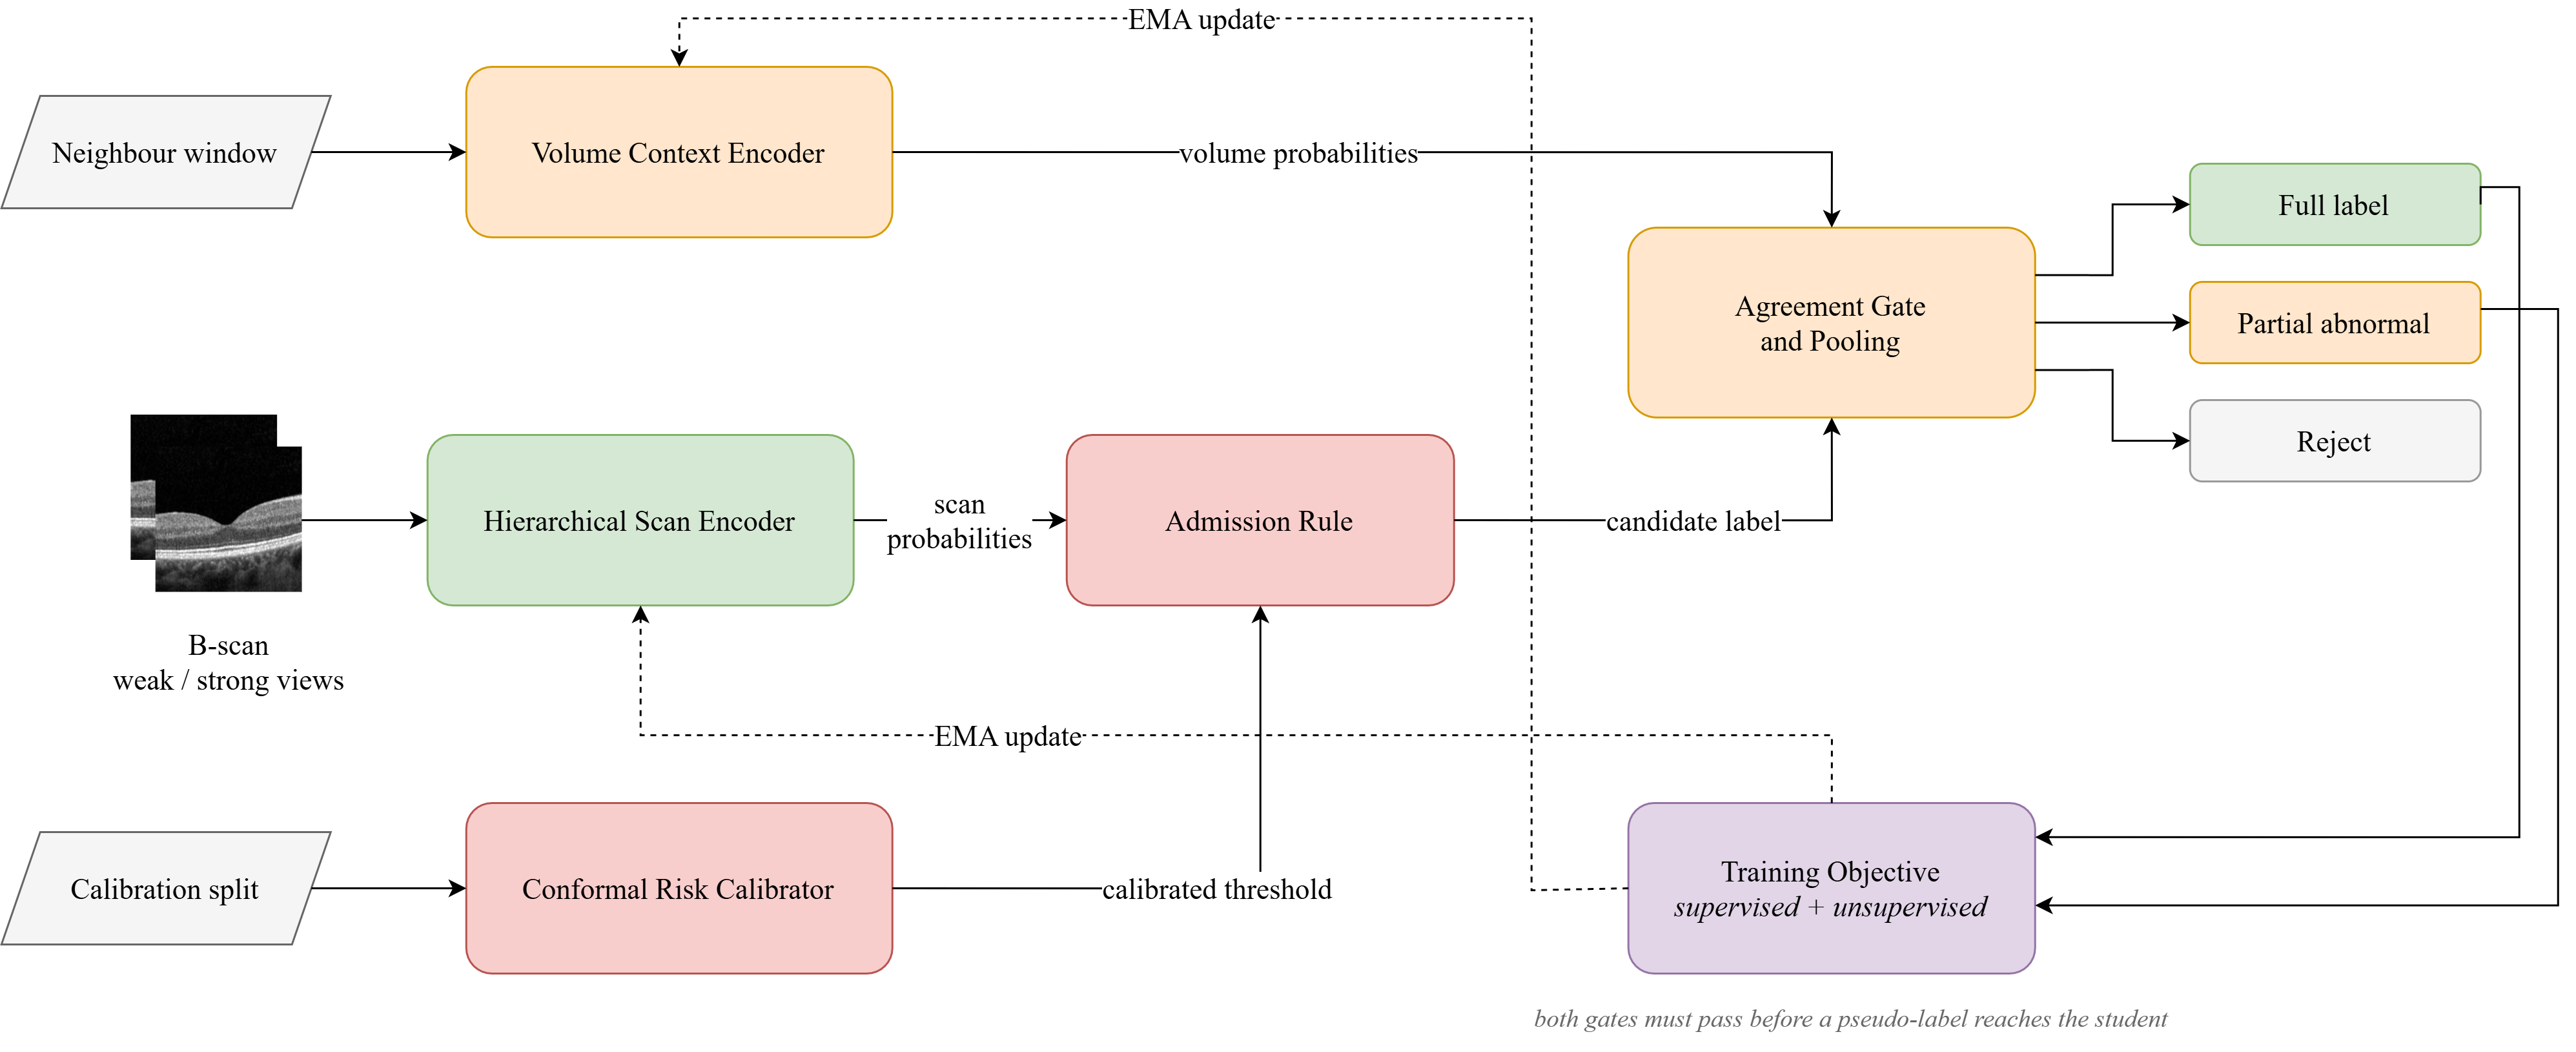 EMA update
Neighbour window
Volume Context Encoder
volume probabilities
Full label
Agreement Gate
and Pooling
Partial abnormal
Reject
B-scan
weak / strong views
Hierarchical Scan Encoder
scan
probabilities
Admission Rule
candidate label
EMA update
Calibration split
Conformal Risk Calibrator
calibrated threshold
Training Objective
supervised + unsupervised
both gates must pass before a pseudo-label reaches the student